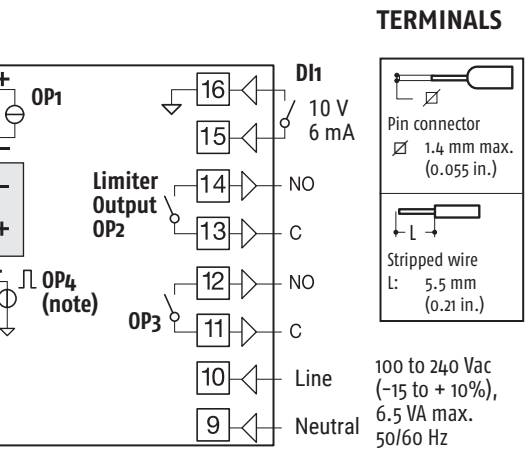 TERMINALS
+
OP1
–
–
+
OP4
(note)
Limiter
Output
OP2
OP3
16
15
14
13
12
11
10
9
DI1
10 V
6 mA
NO
C
NO
C
Line
Neutral
Pin connector
1.4 mm max.
(0.055 in.)
L
Stripped wire
L: 5.5 mm
(0.21 in.)
100 to 240 Vac
(-15 to + 10%),
6.5 VA max.
50/60 Hz